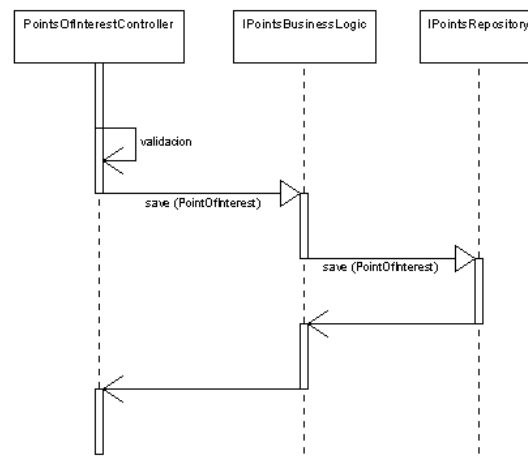 PointsOfInterestController
IPointsBusinessLogic
IPointsRepository
validacion
save (PointOfInterest)
save (PointOfInterest)